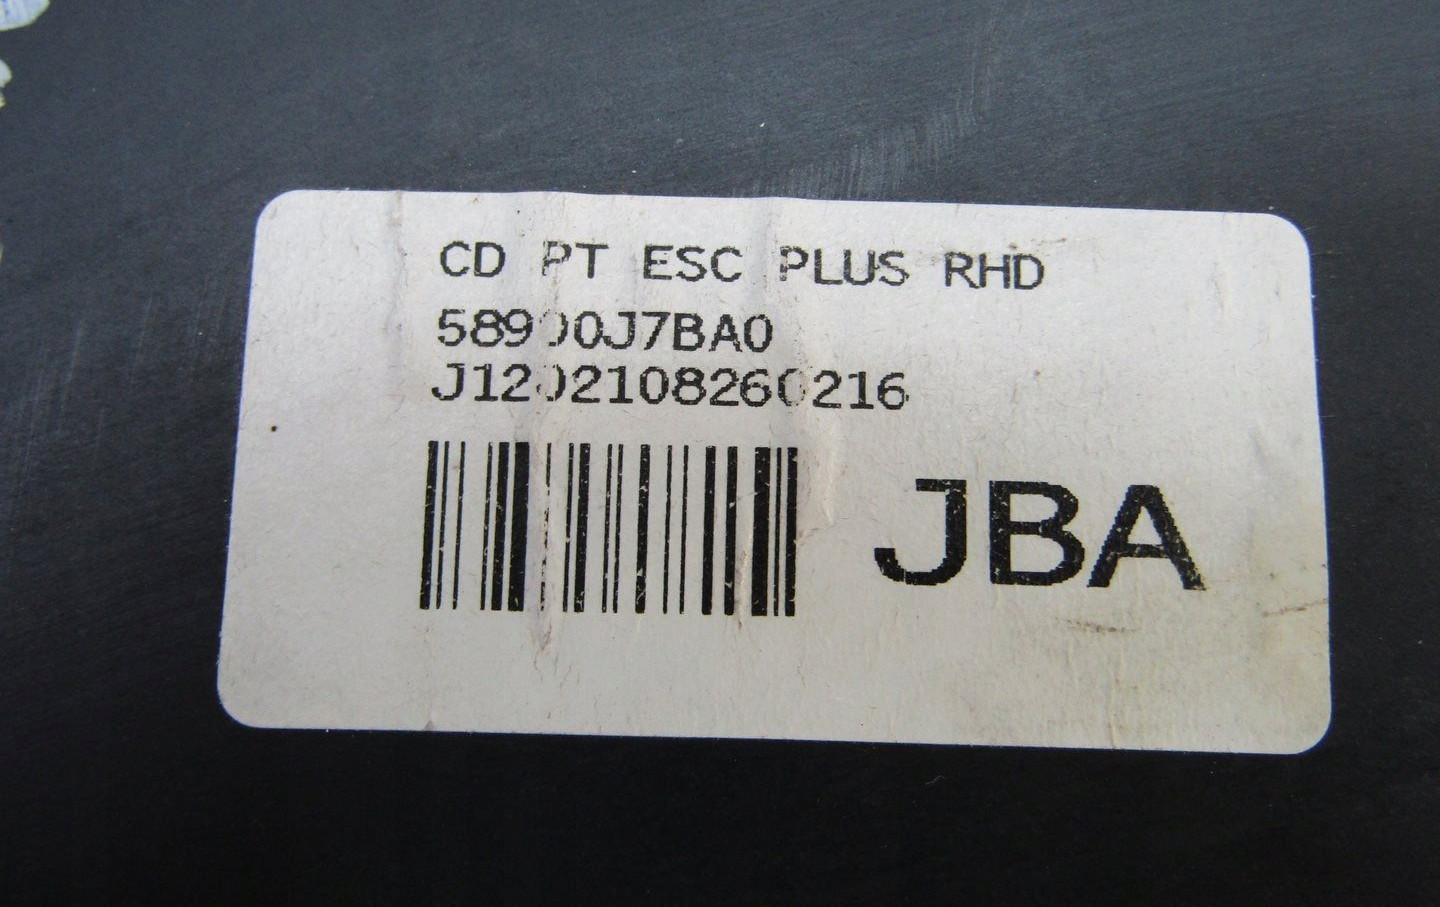 CD PT ESC PLUS RHD
58900J7BA0
J1202108260216
JBA